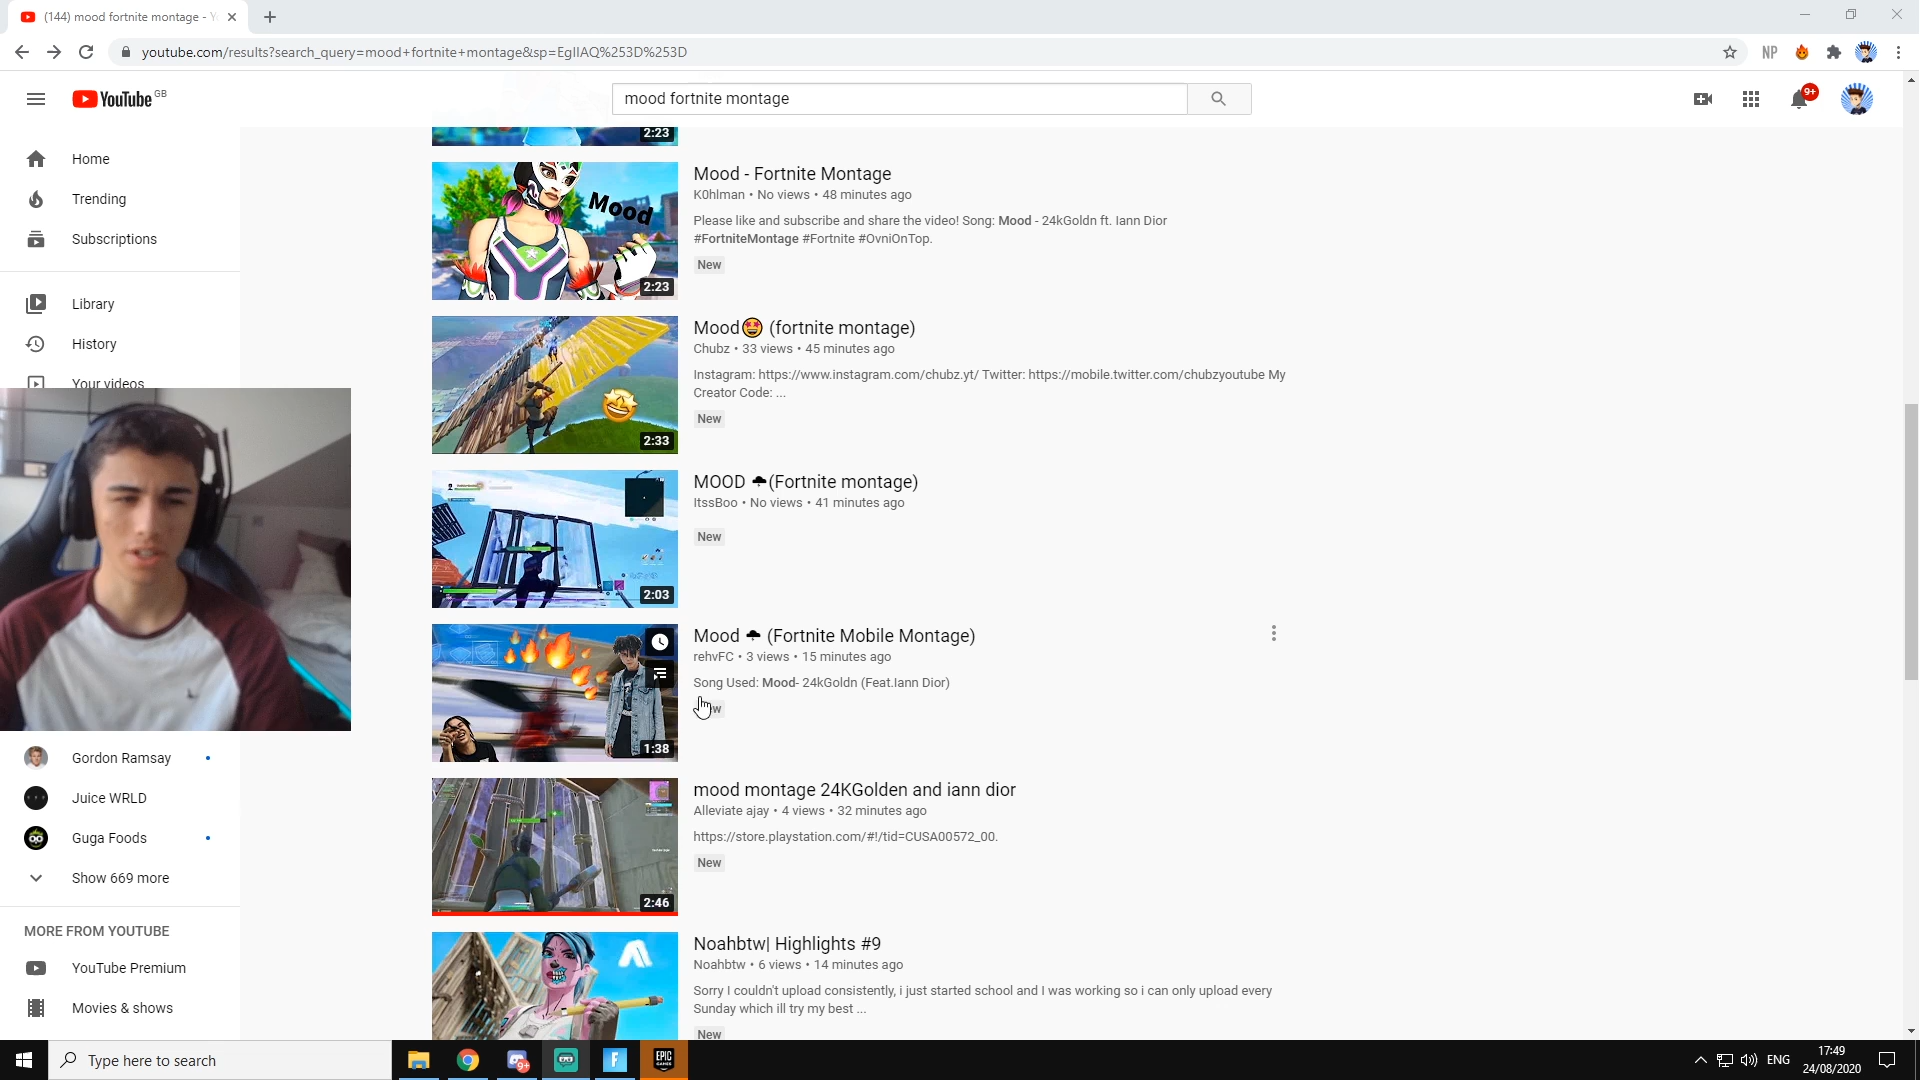 (144) mood fortnite montage - Y
youtube.com/results?search_query=mood+fortnite+montage&sp=EgIIAQ%253D%253D
NP
YouTube GB
mood fortnite montage
9+
Home
Trending
Subscriptions
Library
History
Your videos
Gordon Ramsay
Juice WRLD
Guga Foods
Show 669 more
MORE FROM YOUTUBE
YouTube Premium
Movies & shows
2:23
Mood
2:23
Mood - Fortnite Montage
K0hlman • No views • 48 minutes ago
Please like and subscribe and share the video! Song: Mood - 24kGoldn ft. Iann Dior
#FortniteMontage #Fortnite #OvniOnTop.
New
2:33
Mood🤩 (fortnite montage)
Chubz • 33 views • 45 minutes ago
Instagram: https://www.instagram.com/chubz.yt/ Twitter: https://mobile.twitter.com/chubzyoutube My
Creator Code: ...
New
2:03
MOOD 🌩(Fortnite montage)
ItssBoo • No views • 41 minutes ago
New
1:38
Mood 🌩 (Fortnite Mobile Montage)
rehvFC • 3 views • 15 minutes ago
Song Used: Mood- 24kGoldn (Feat.Iann Dior)
2:46
mood montage 24KGolden and iann dior
Alleviate ajay • 4 views • 32 minutes ago
https://store.playstation.com/#!/tid=CUSA00572_00.
New
Noahbtw| Highlights #9
Noahbtw • 6 views • 14 minutes ago
Sorry I couldn't upload consistently, i just started school and I was working so i can only upload every
Sunday which ill try my best ...
New
Type here to search
9+
EPIC
GAMES
ENG
17:49
24/08/2020